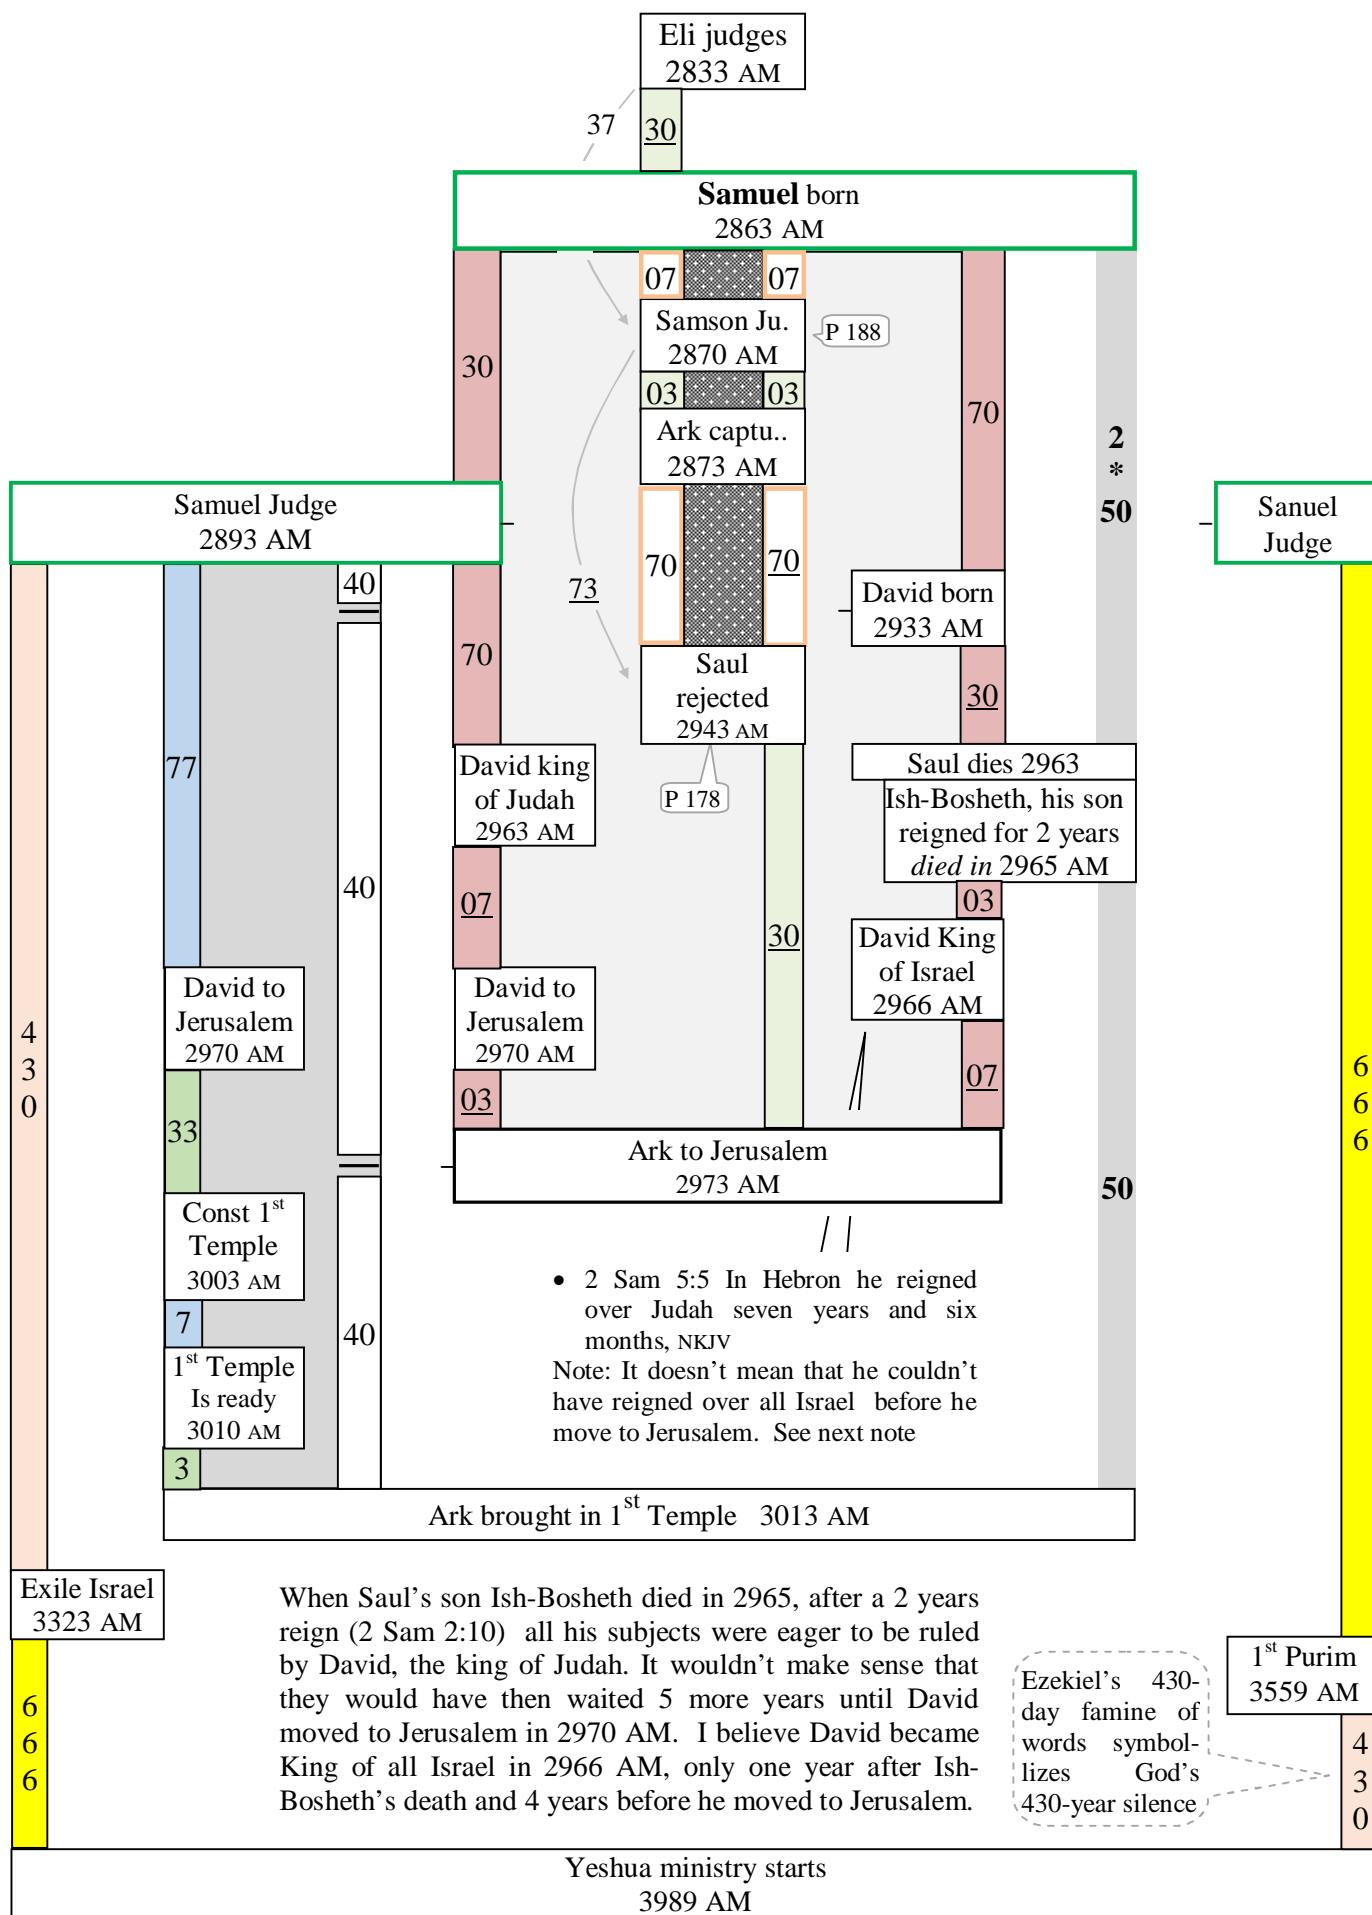 Eli judges
2833 AM
37
30
Samuel born
2863 AM
07 07
Samson Ju.
2870 AM
P 188
30
03 03
70
Ark captu..
2873 AM
2
*
50
Samuel Judge
2893 AM
Sanuel
Judge
40
70 70
73
David born
2933 AM
70
Saul
rejected
2943 AM
30
77
David king
of Judah
2963 AM
P 178
Saul dies 2963
Ish-Bosheth, his son
reigned for 2 years
died in 2965 AM
40
07
03
30
David King
of Israel
2966 AM
David to
Jerusalem
2970 AM
David to
Jerusalem
2970 AM
4
3
0
6
6
6
07
03
33
Ark to Jerusalem
2973 AM
50
Const 1st
Temple
3003 AM
• 2 Sam 5:5 In Hebron he reigned
over Judah seven years and six
months, NKJV
7
40
1st Temple
Is ready
3010 AM
Note: It doesn’t mean that he couldn’t
have reigned over all Israel before he
move to Jerusalem. See next note
3
Ark brought in 1st Temple 3013 AM
Exile Israel
3323 AM
When Saul’s son Ish-Bosheth died in 2965, after a 2 years
reign (2 Sam 2:10) all his subjects were eager to be ruled
by David, the king of Judah. It wouldn’t make sense that
they would have then waited 5 more years until David
moved to Jerusalem in 2970 AM. I believe David became
King of all Israel in 2966 AM, only one year after Ish-
Bosheth’s death and 4 years before he moved to Jerusalem.
1st Purim
3559 AM
Ezekiel’s 430-
day famine of
words symbol-
lizes God’s
430-year silence
6
6
6
4
3
0
Yeshua ministry starts
3989 AM